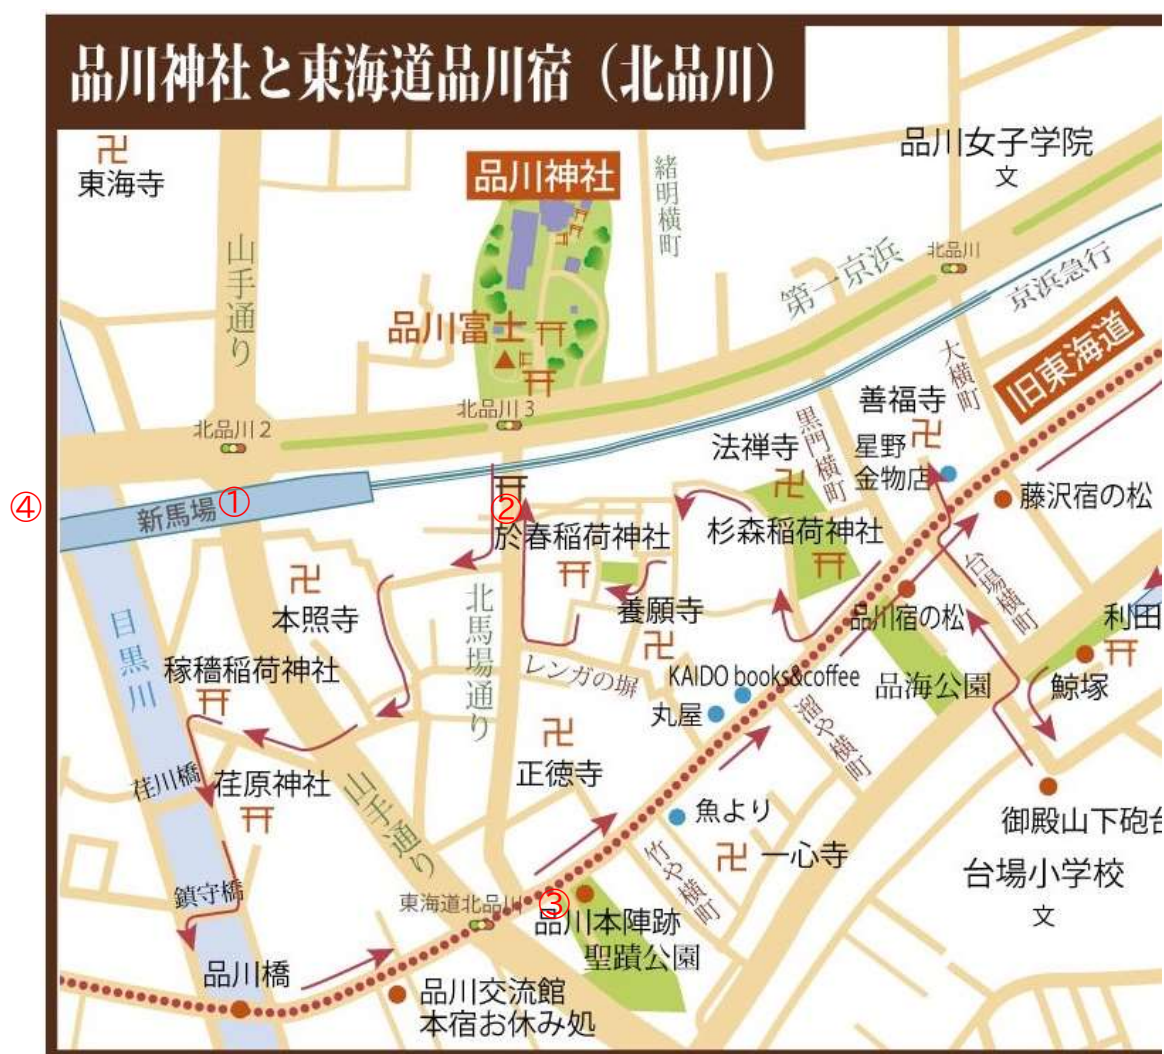 品川神社と東海道品川宿（北品川）
卍
東海寺
品川神社
緒明横町
品川女子学院
文
山手通り
第一京浜
北品川
京浜急行
品川富士
旧東海道
大横町
北品川3
北品川2
善福寺
卍
黒門横町
法禅寺
卍
星野
金物店
④
新馬場
①
②
於春稲荷神社
杉森稲荷神社
藤沢宿の松
台場横町
卍
本照寺
北馬場通り
養願寺
卍
品川宿の松
利田
目黒川
稼穡稲荷神社
レンガの塀
KAIDO books&coffee
丸屋
溜や横町
品海公園
鯨塚
卍
正徳寺
荏川橋
荏原神社
山手通り
魚より
卍
一心寺
竹や横町
御殿山下砲台
台場小学校
文
鎮守橋
東海道北品川
③
品川本陣跡
聖蹟公園
品川橋
品川交流館
本宿お休み処